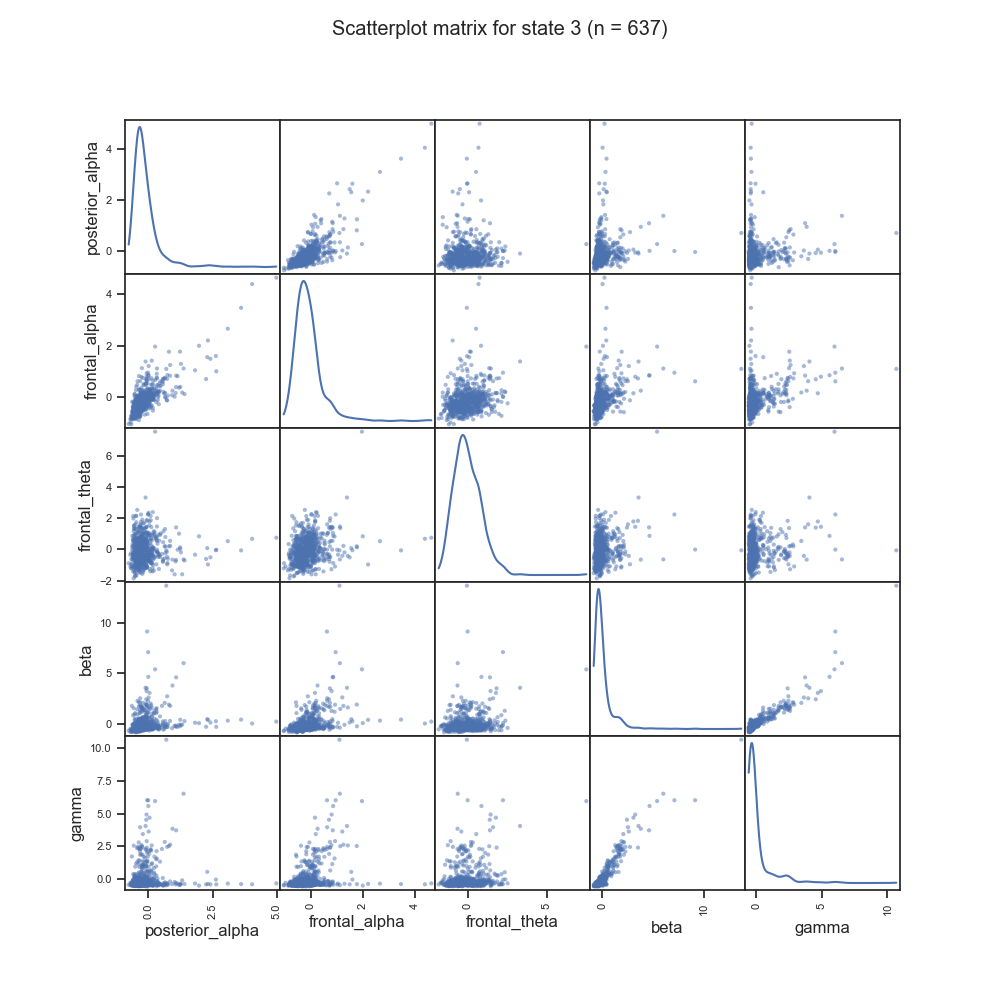 Scatterplot matrix for state 3 (n = 637)
posterior_alpha
4
2
0
frontal_alpha
4
2
0
frontal_theta
6
4
2
0
−2
beta
10
5
0
gamma
10.0
7.5
5.0
2.5
0.0
0.0 2.5 5.0
0 2 4
0 5
0 10
0 5 10
posterior_alpha
frontal_alpha
frontal_theta
beta
gamma